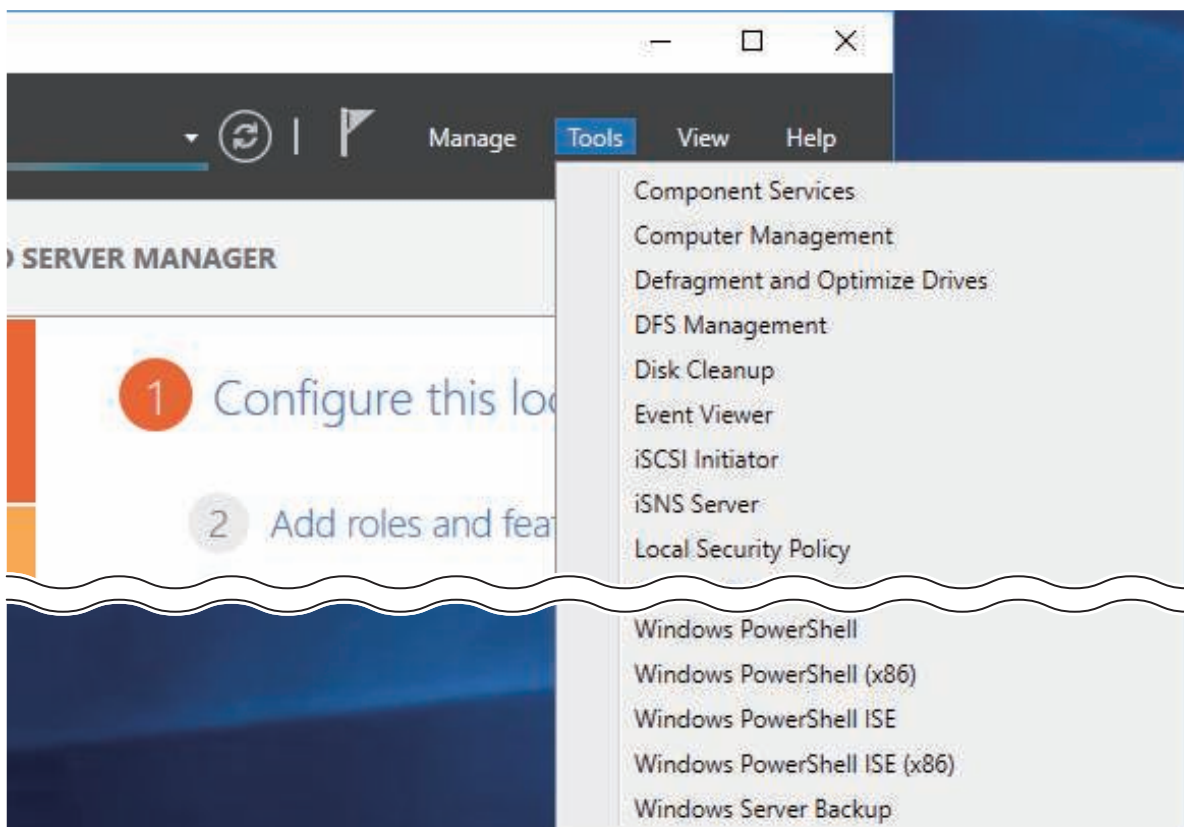 Manage Tools View Help
SERVER MANAGER
1 Configure this
2 Add roles and
Component Services
Computer Management
Defragment and Optimize Drives
DFS Management
Disk Cleanup
Event Viewer
iSCSI Initiator
iSNS Server
Local Security Policy
Windows PowerShell
Windows PowerShell (x86)
Windows PowerShell ISE
Windows PowerShell ISE (x86)
Windows Server Backup